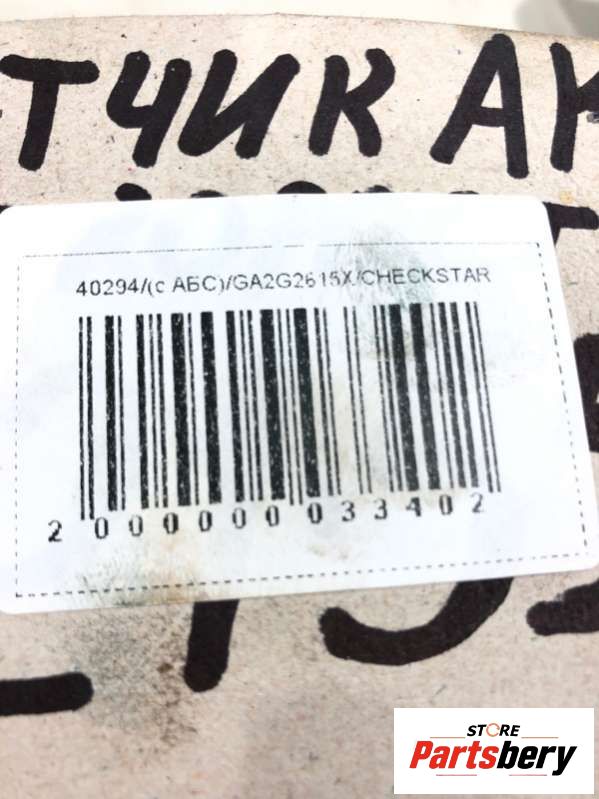 ТЧИК АК
40294/(с АБС)/GA2G2615X/CHECKSTAR
2 000000 033402
STORE
Partsbery